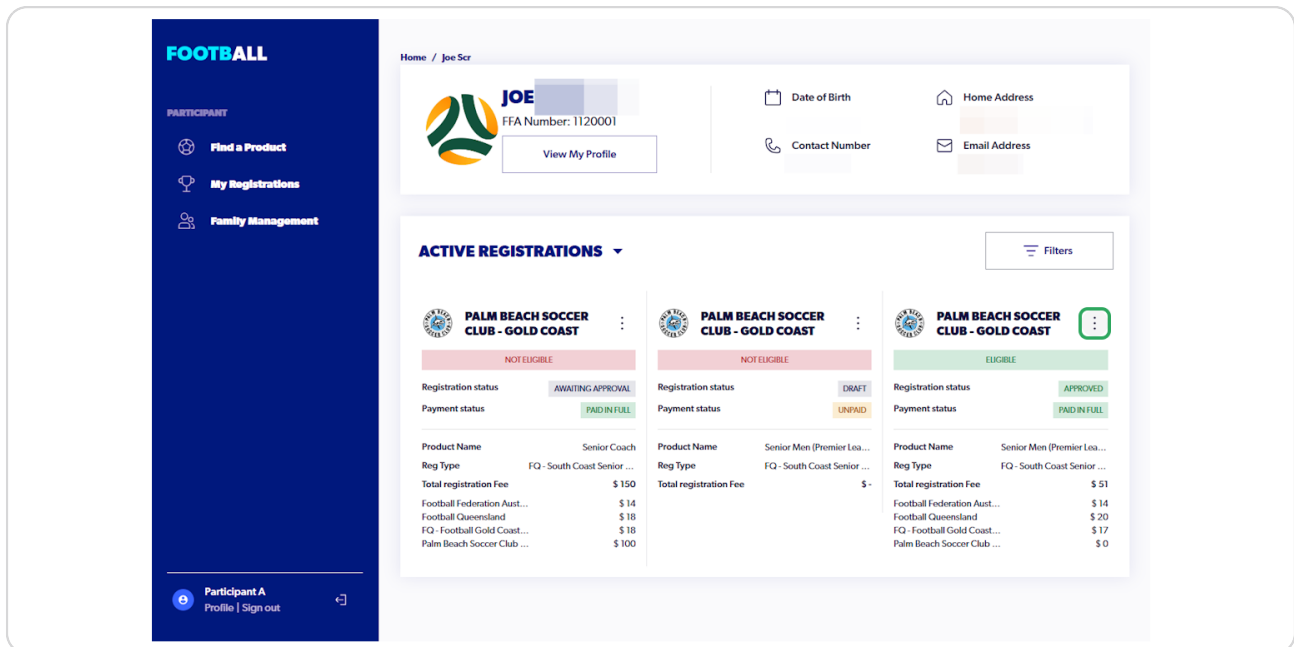 FOOTBALL
PARTICIPANT
Find a Product
My Registrations
Family Management
Participant A
Profile | Sign out
Home / Joe Scr
JOE
FFA Number: 1120001
View My Profile
Date of Birth
Home Address
Contact Number
Email Address
ACTIVE REGISTRATIONS
Filters
PALM BEACH SOCCER
CLUB - GOLD COAST
NOT ELIGIBLE
Registration status AWAITING APPROVAL
Payment status PAID IN FULL
Product Name Senior Coach
Reg Type FQ - South Coast Senior ...
Total registration Fee $ 150
Football Federation Aust... $ 14
Football Queensland $ 18
FQ - Football Gold Coast... $ 18
Palm Beach Soccer Club ... $ 100
PALM BEACH SOCCER
CLUB - GOLD COAST
NOT ELIGIBLE
Registration status DRAFT
Payment status UNPAID
Product Name Senior Men (Premier Lea...
Reg Type FQ - South Coast Senior ...
Total registration Fee $ -
PALM BEACH SOCCER
CLUB - GOLD COAST
ELIGIBLE
Registration status APPROVED
Payment status PAID IN FULL
Product Name Senior Men (Premier Lea...
Reg Type FQ - South Coast Senior ...
Total registration Fee $ 51
Football Federation Aust... $ 14
Football Queensland $ 20
FQ - Football Gold Coast... $ 17
Palm Beach Soccer Club ... $ 0